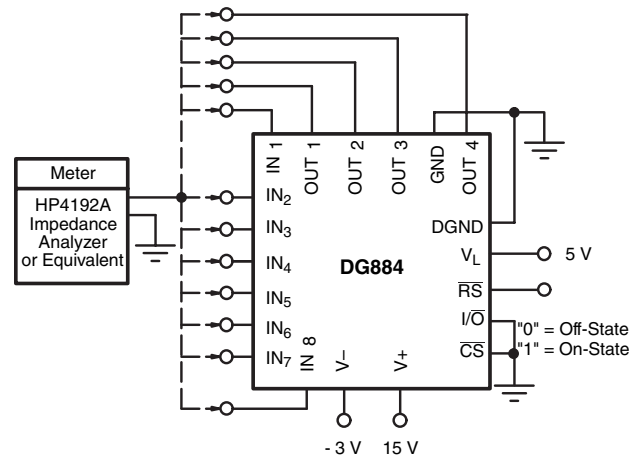 IN 1
OUT 1
OUT 2
OUT 3
GND
OUT 4
Meter
HP4192A
Impedance
Analyzer
or Equivalent
IN2
IN3
IN4
IN5
IN6
IN7
IN 8
V–
V+
DG884
DGND
VL
5 V
RS
I/O
CS
"0" = Off-State
"1" = On-State
- 3 V
15 V